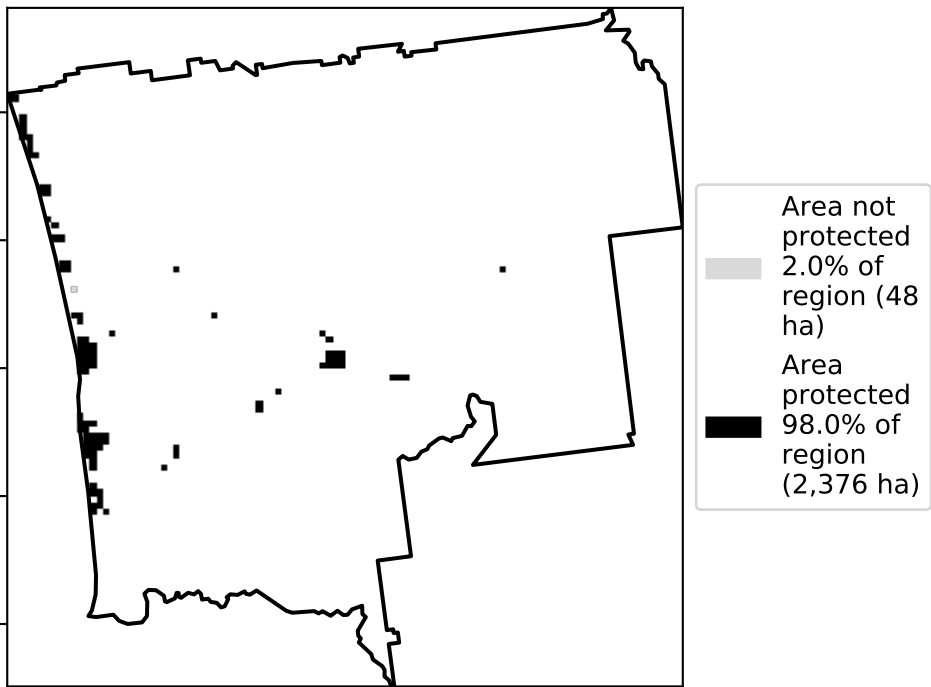 Area not
protected
2.0% of
region (48
ha)
Area
protected
98.0% of
region
(2,376 ha)